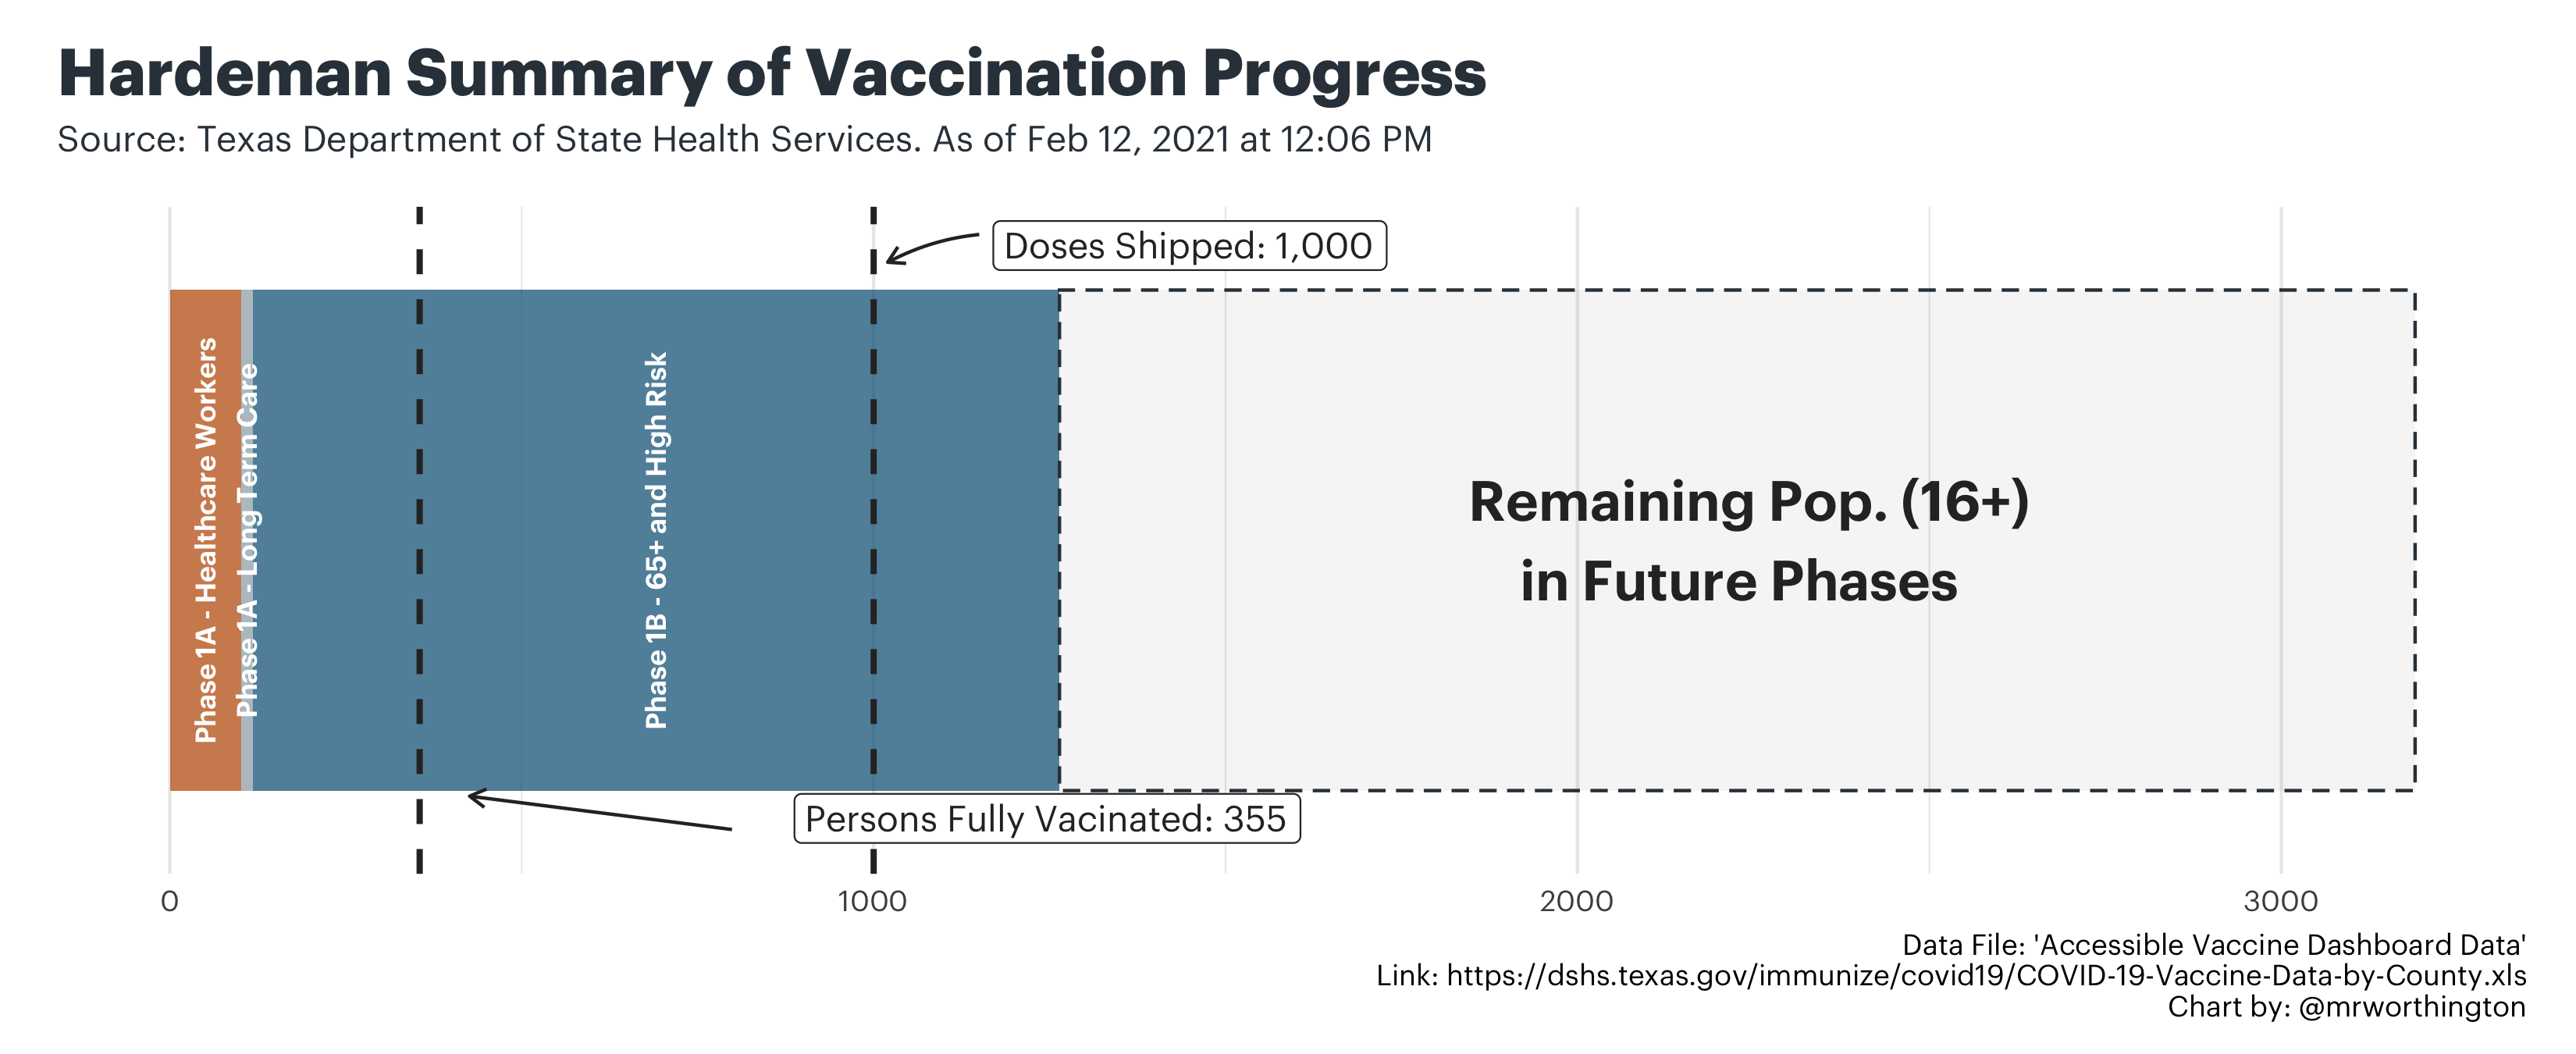 Hardeman Summary of Vaccination Progress
Source: Texas Department of State Health Services. As of Feb 12, 2021 at 12:06 PM
Doses Shipped: 1,000
Phase 1A - Healthcare Workers
Phase 1A - Long Term Care
Phase 1B - 65+ and High Risk
Remaining Pop. (16+)
in Future Phases
Persons Fully Vacinated: 355
0
1000
2000
3000
Data File: 'Accessible Vaccine Dashboard Data'
Link: https://dshs.texas.gov/immunize/covid19/COVID-19-Vaccine-Data-by-County.xls
Chart by: @mrworthington